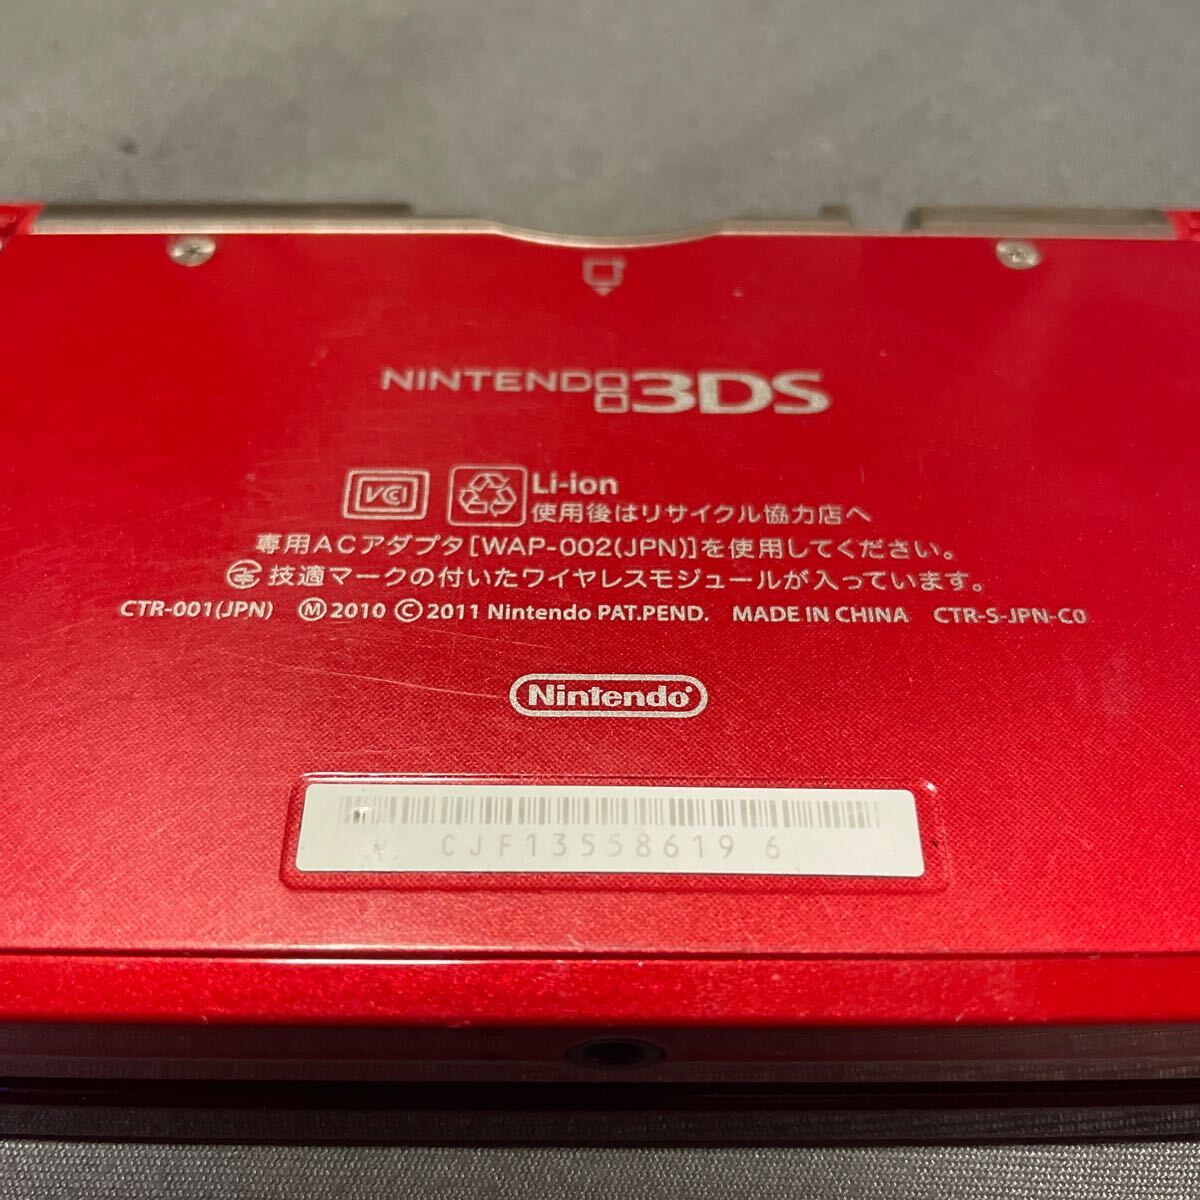 NINTENDO3DS
VCCI
Li-ion
使用後はリサイクル協力店へ
専用ACアダプタ[WAP-002(JPN)]を使用してください。
技適マークの付いたワイヤレスモジュールが入っています。
CTR-001(JPN) Ⓜ2010 ©2011 Nintendo PAT.PEND. MADE IN CHINA CTR-S-JPN-C0
Nintendo®
CJF13558619 6